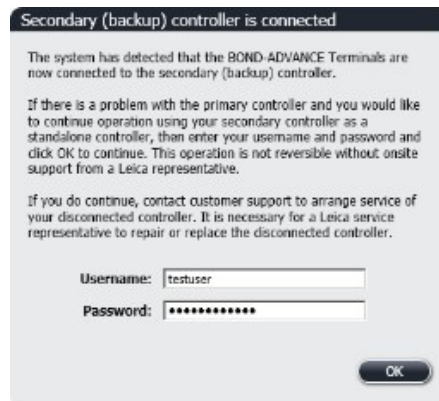 Secondary (backup) controller is connected
The system has detected that the BOND-ADVANCE Terminals are
now connected to the secondary (backup) controller.
If there is a problem with the primary controller and you would like
to continue operation using your secondary controller as a
standalone controller, then enter your username and password and
click OK to continue. This operation is not reversible without onsite
support from a Leica representative.
If you do continue, contact customer support to arrange service of
your disconnected controller. It is necessary for a Leica service
representative to repair or replace the disconnected controller.
Username: testuser
Password: ••••••••••••
OK